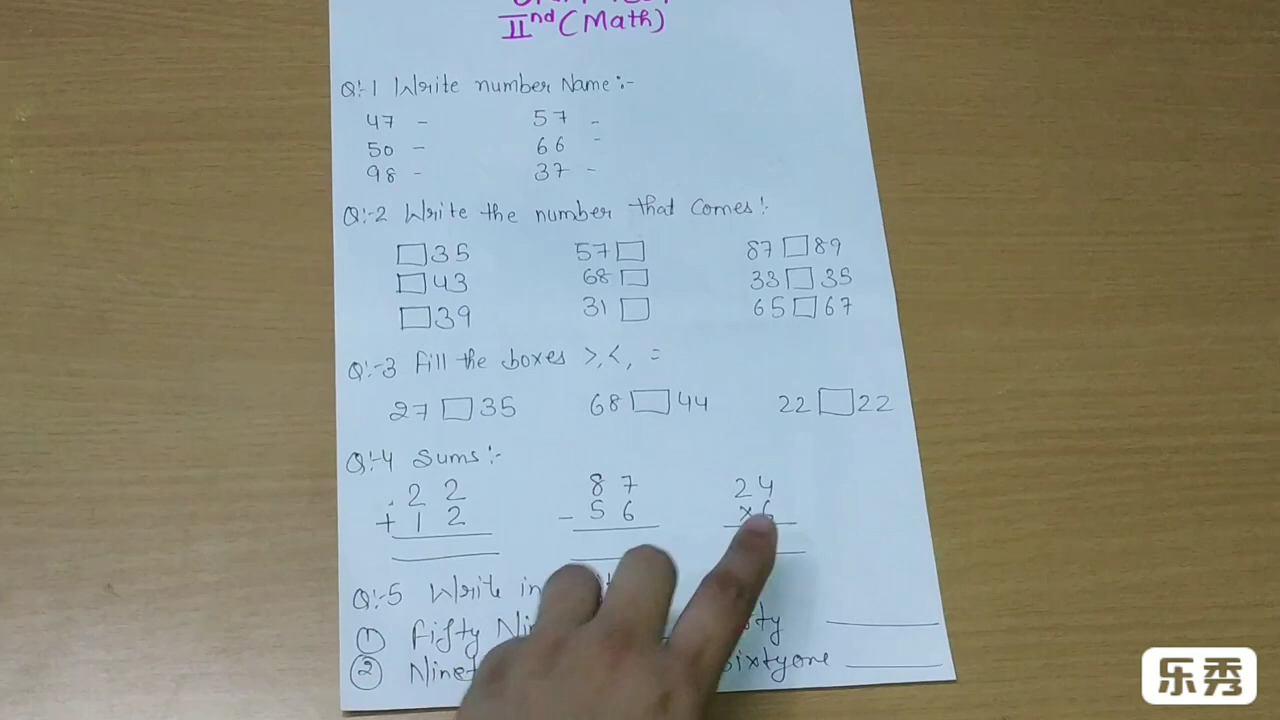 IInd (Math)
Q:-1 Write number Name:-
47 - 57 -
50 - 66 -
98 - 37 -
Q:-2 Write the number that comes:
35 57 87 89
43 68 33 35
39 31 65 67
Q:-3 Fill the boxes >, <, =
27 35 68 44 22 22
Q:-4 Sums:-
22 87 24
+12 -56 ×6
Q:-5 Write in
① Fifty
② sixtyone
乐秀